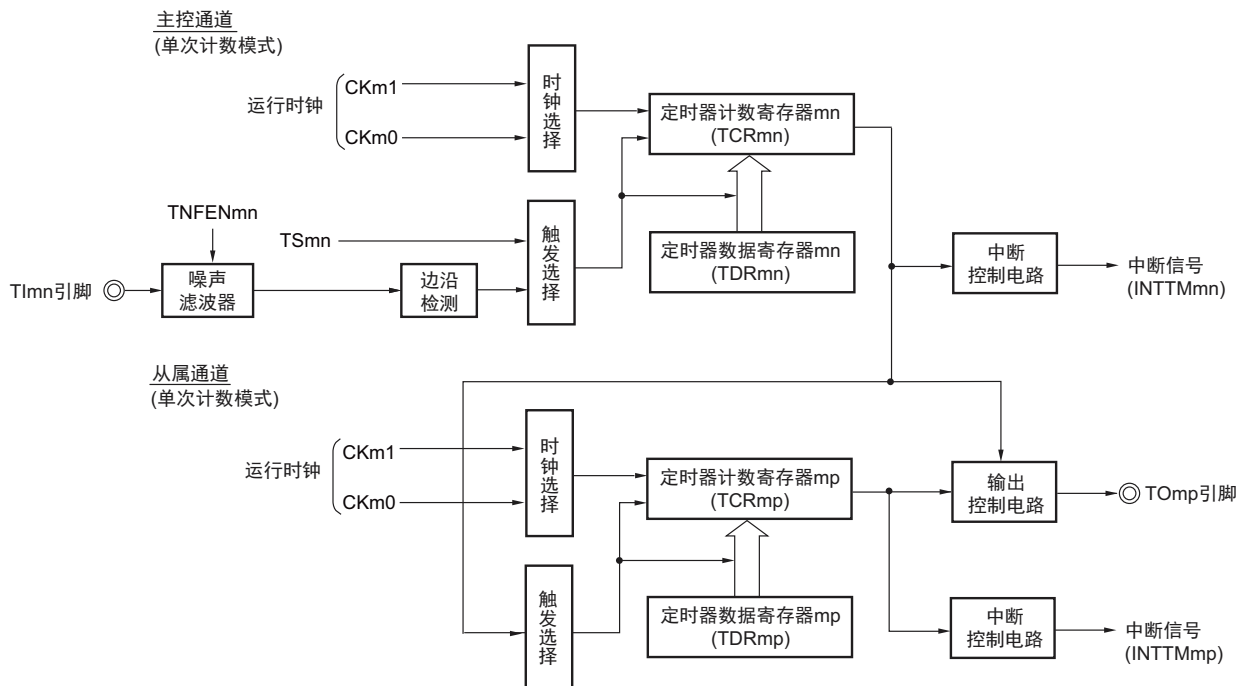 主控通道
(单次计数模式)
运行时钟
CKm1
CKm0
时钟选择
定时器计数寄存器mn
(TCRmn)
TNFENmn
TSmn
触发选择
定时器数据寄存器mn
(TDRmn)
TImn引脚
噪声
滤波器
边沿
检测
中断
控制电路
中断信号
(INTTMmn)
从属通道
(单次计数模式)
运行时钟
CKm1
CKm0
时钟选择
定时器计数寄存器mp
(TCRmp)
输出
控制电路
TOmp引脚
触发选择
定时器数据寄存器mp
(TDRmp)
中断
控制电路
中断信号
(INTTMmp)